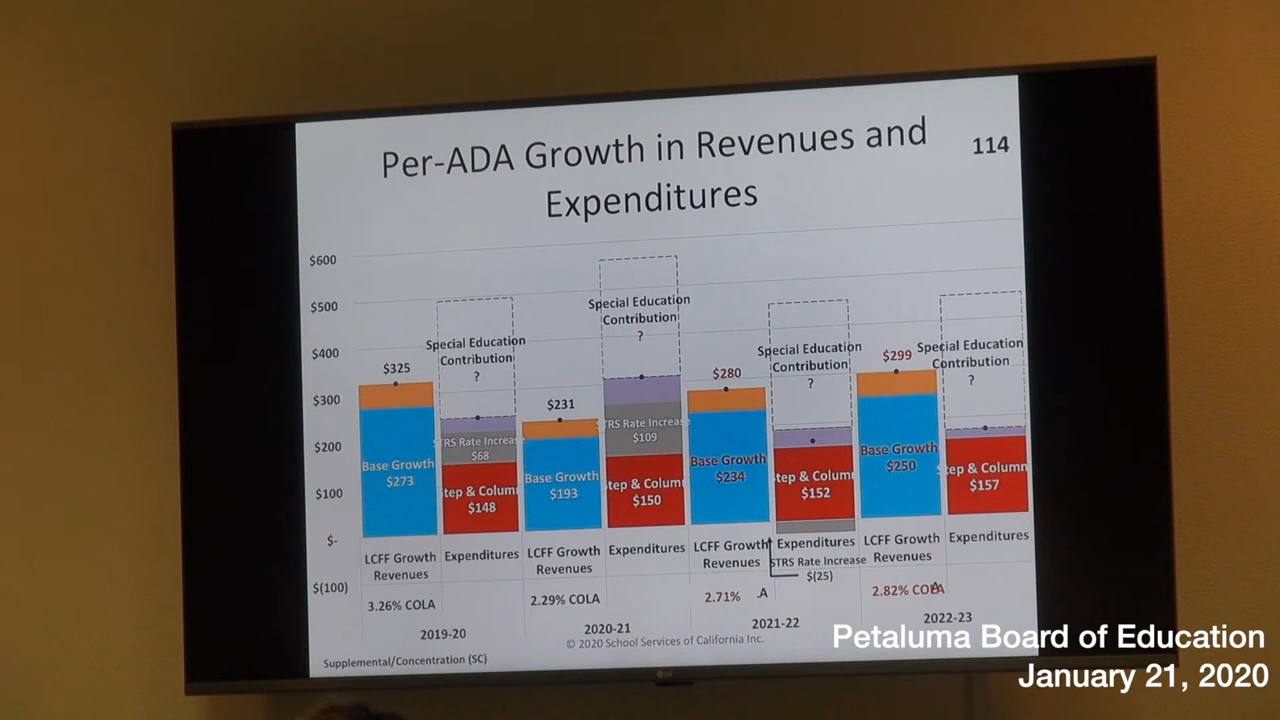 Per-ADA Growth in Revenues and
Expenditures
114
$600
$500
$400
$300
$200
$100
$-
$(100)
$325
Base Growth
$273
Special Education
Contribution
?
STRS Rate Increase
$68
Step & Column
$148
$231
Base Growth
$193
Special Education
Contribution
?
STRS Rate Increase
$109
Step & Column
$150
$280
Base Growth
$234
Special Education
Contribution
?
Step & Column
$152
$299
Base Growth
$250
Special Education
Contribution
?
Step & Column
$157
LCFF Growth
Revenues
Expenditures
LCFF Growth
Revenues
Expenditures
LCFF Growth
Revenues
Expenditures
STRS Rate Increase
$(25)
LCFF Growth
Revenues
Expenditures
3.26% COLA
2.29% COLA
2.71%
A
2.82% COLA
2019-20
2020-21
2021-22
2022-23
© 2020 School Services of California Inc.
Supplemental/Concentration (SC)
LG
Petaluma Board of Education
January 21, 2020